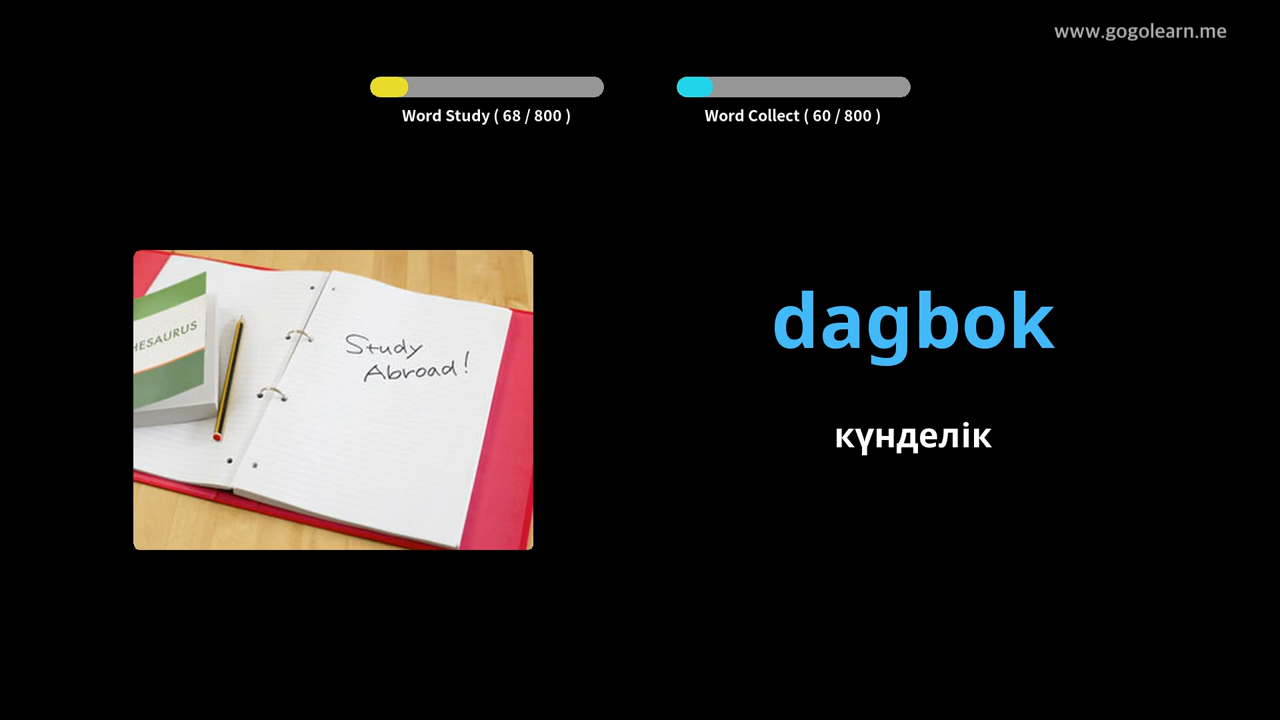 www.gogolearn.me
Word Study ( 68 / 800 )
Word Collect ( 60 / 800 )
HESAURUS
Study
Abroad!
dagbok
күнделік